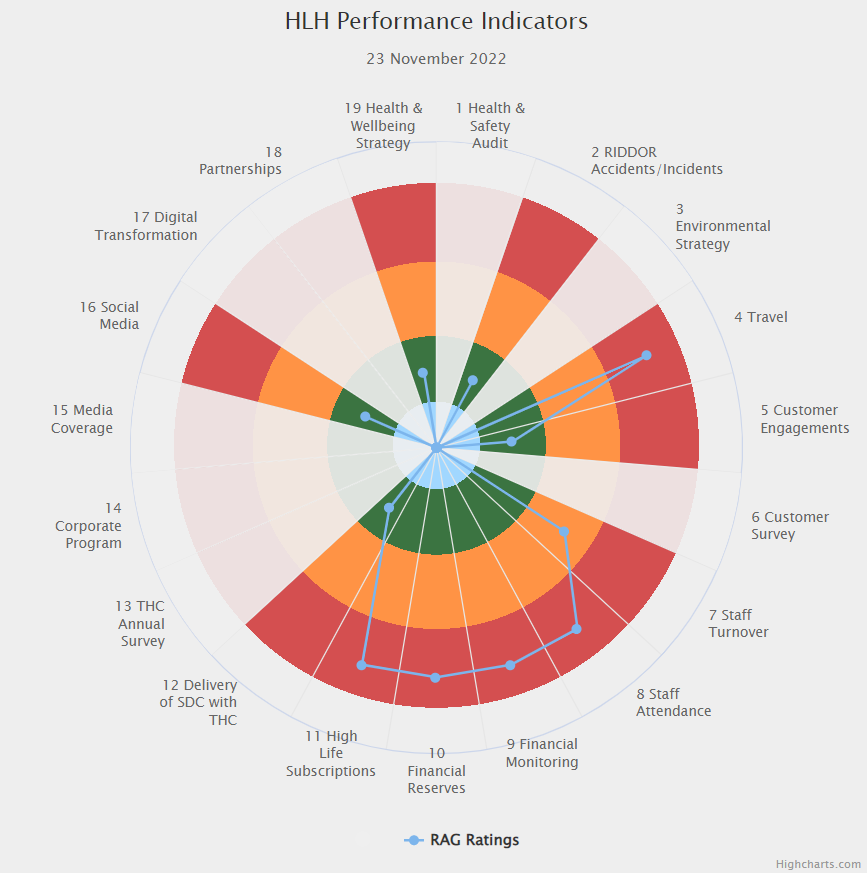 HLH Performance Indicators
23 November 2022
19 Health &
Wellbeing
Strategy
1 Health &
Safety
Audit
2 RIDDOR
Accidents/Incidents
3
Environmental
Strategy
4 Travel
5 Customer
Engagements
6 Customer
Survey
7 Staff
Turnover
8 Staff
Attendance
9 Financial
Monitoring
10
Financial
Reserves
11 High
Life
Subscriptions
12 Delivery
of SDC with
THC
13 THC
Annual
Survey
14
Corporate
Program
15 Media
Coverage
16 Social
Media
17 Digital
Transformation
18
Partnerships
RAG Ratings
Highcharts.com